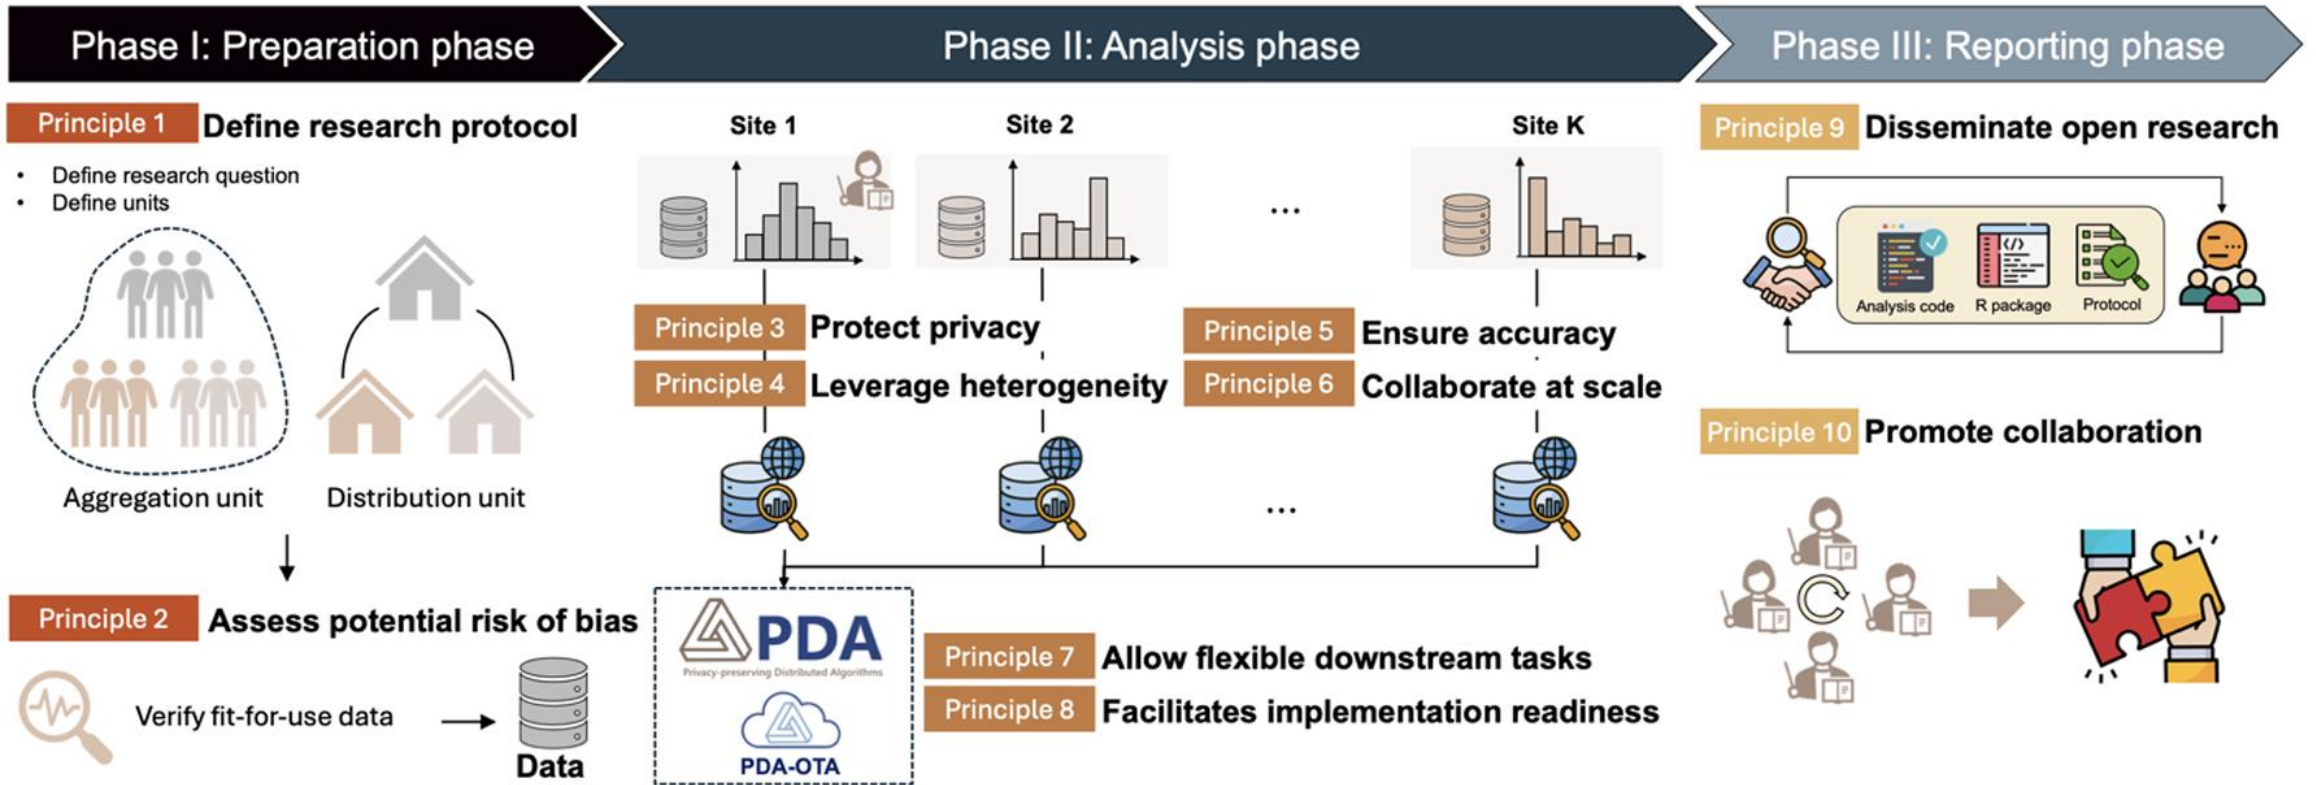 Phase I: Preparation phase
Phase II: Analysis phase
Phase III: Reporting phase
Principle 1 Define research protocol
• Define research question
• Define units
Aggregation unit
Distribution unit
Principle 2 Assess potential risk of bias
Verify fit-for-use data
Data
Site 1
Site 2
...
Site K
Principle 3 Protect privacy
Principle 4 Leverage heterogeneity
Principle 5 Ensure accuracy
Principle 6 Collaborate at scale
...
PDA
Privacy-preserving Distributed Algorithms
PDA-OTA
Principle 7 Allow flexible downstream tasks
Principle 8 Facilitates implementation readiness
Principle 9 Disseminate open research
</>
Analysis code
R package
Protocol
Principle 10 Promote collaboration